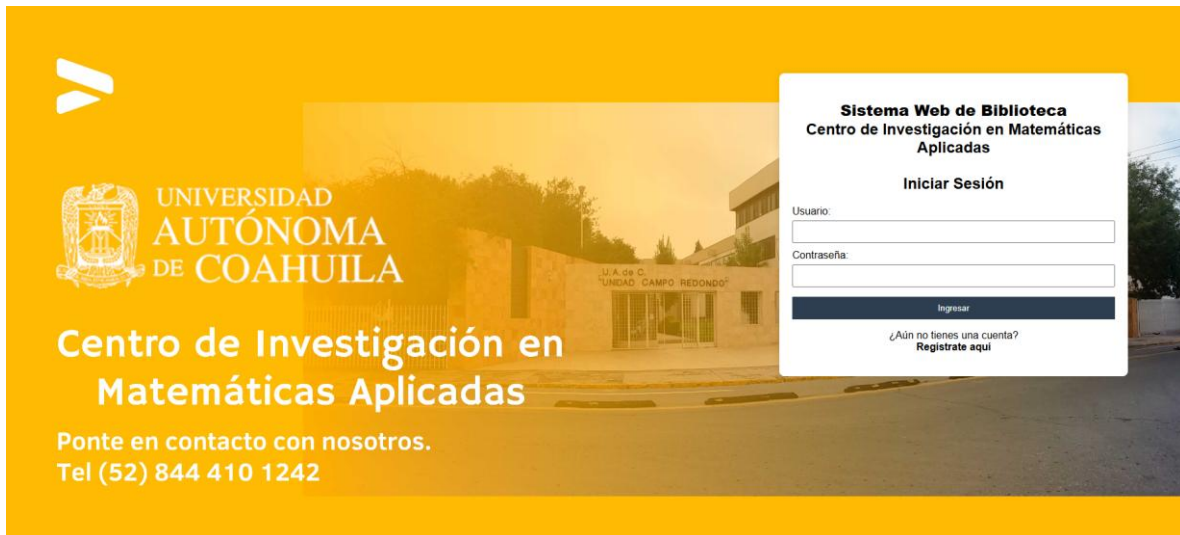 UNIVERSIDAD
AUTÓNOMA
DE COAHUILA
Centro de Investigación en
Matemáticas Aplicadas
Ponte en contacto con nosotros.
Tel (52) 844 410 1242
U.A. de C.
"UNIDAD CAMPO REDONDO"
Sistema Web de Biblioteca
Centro de Investigación en Matemáticas
Aplicadas
Iniciar Sesión
Usuario:
Contraseña:
Ingresar
¿Aún no tienes una cuenta?
Registrate aqui